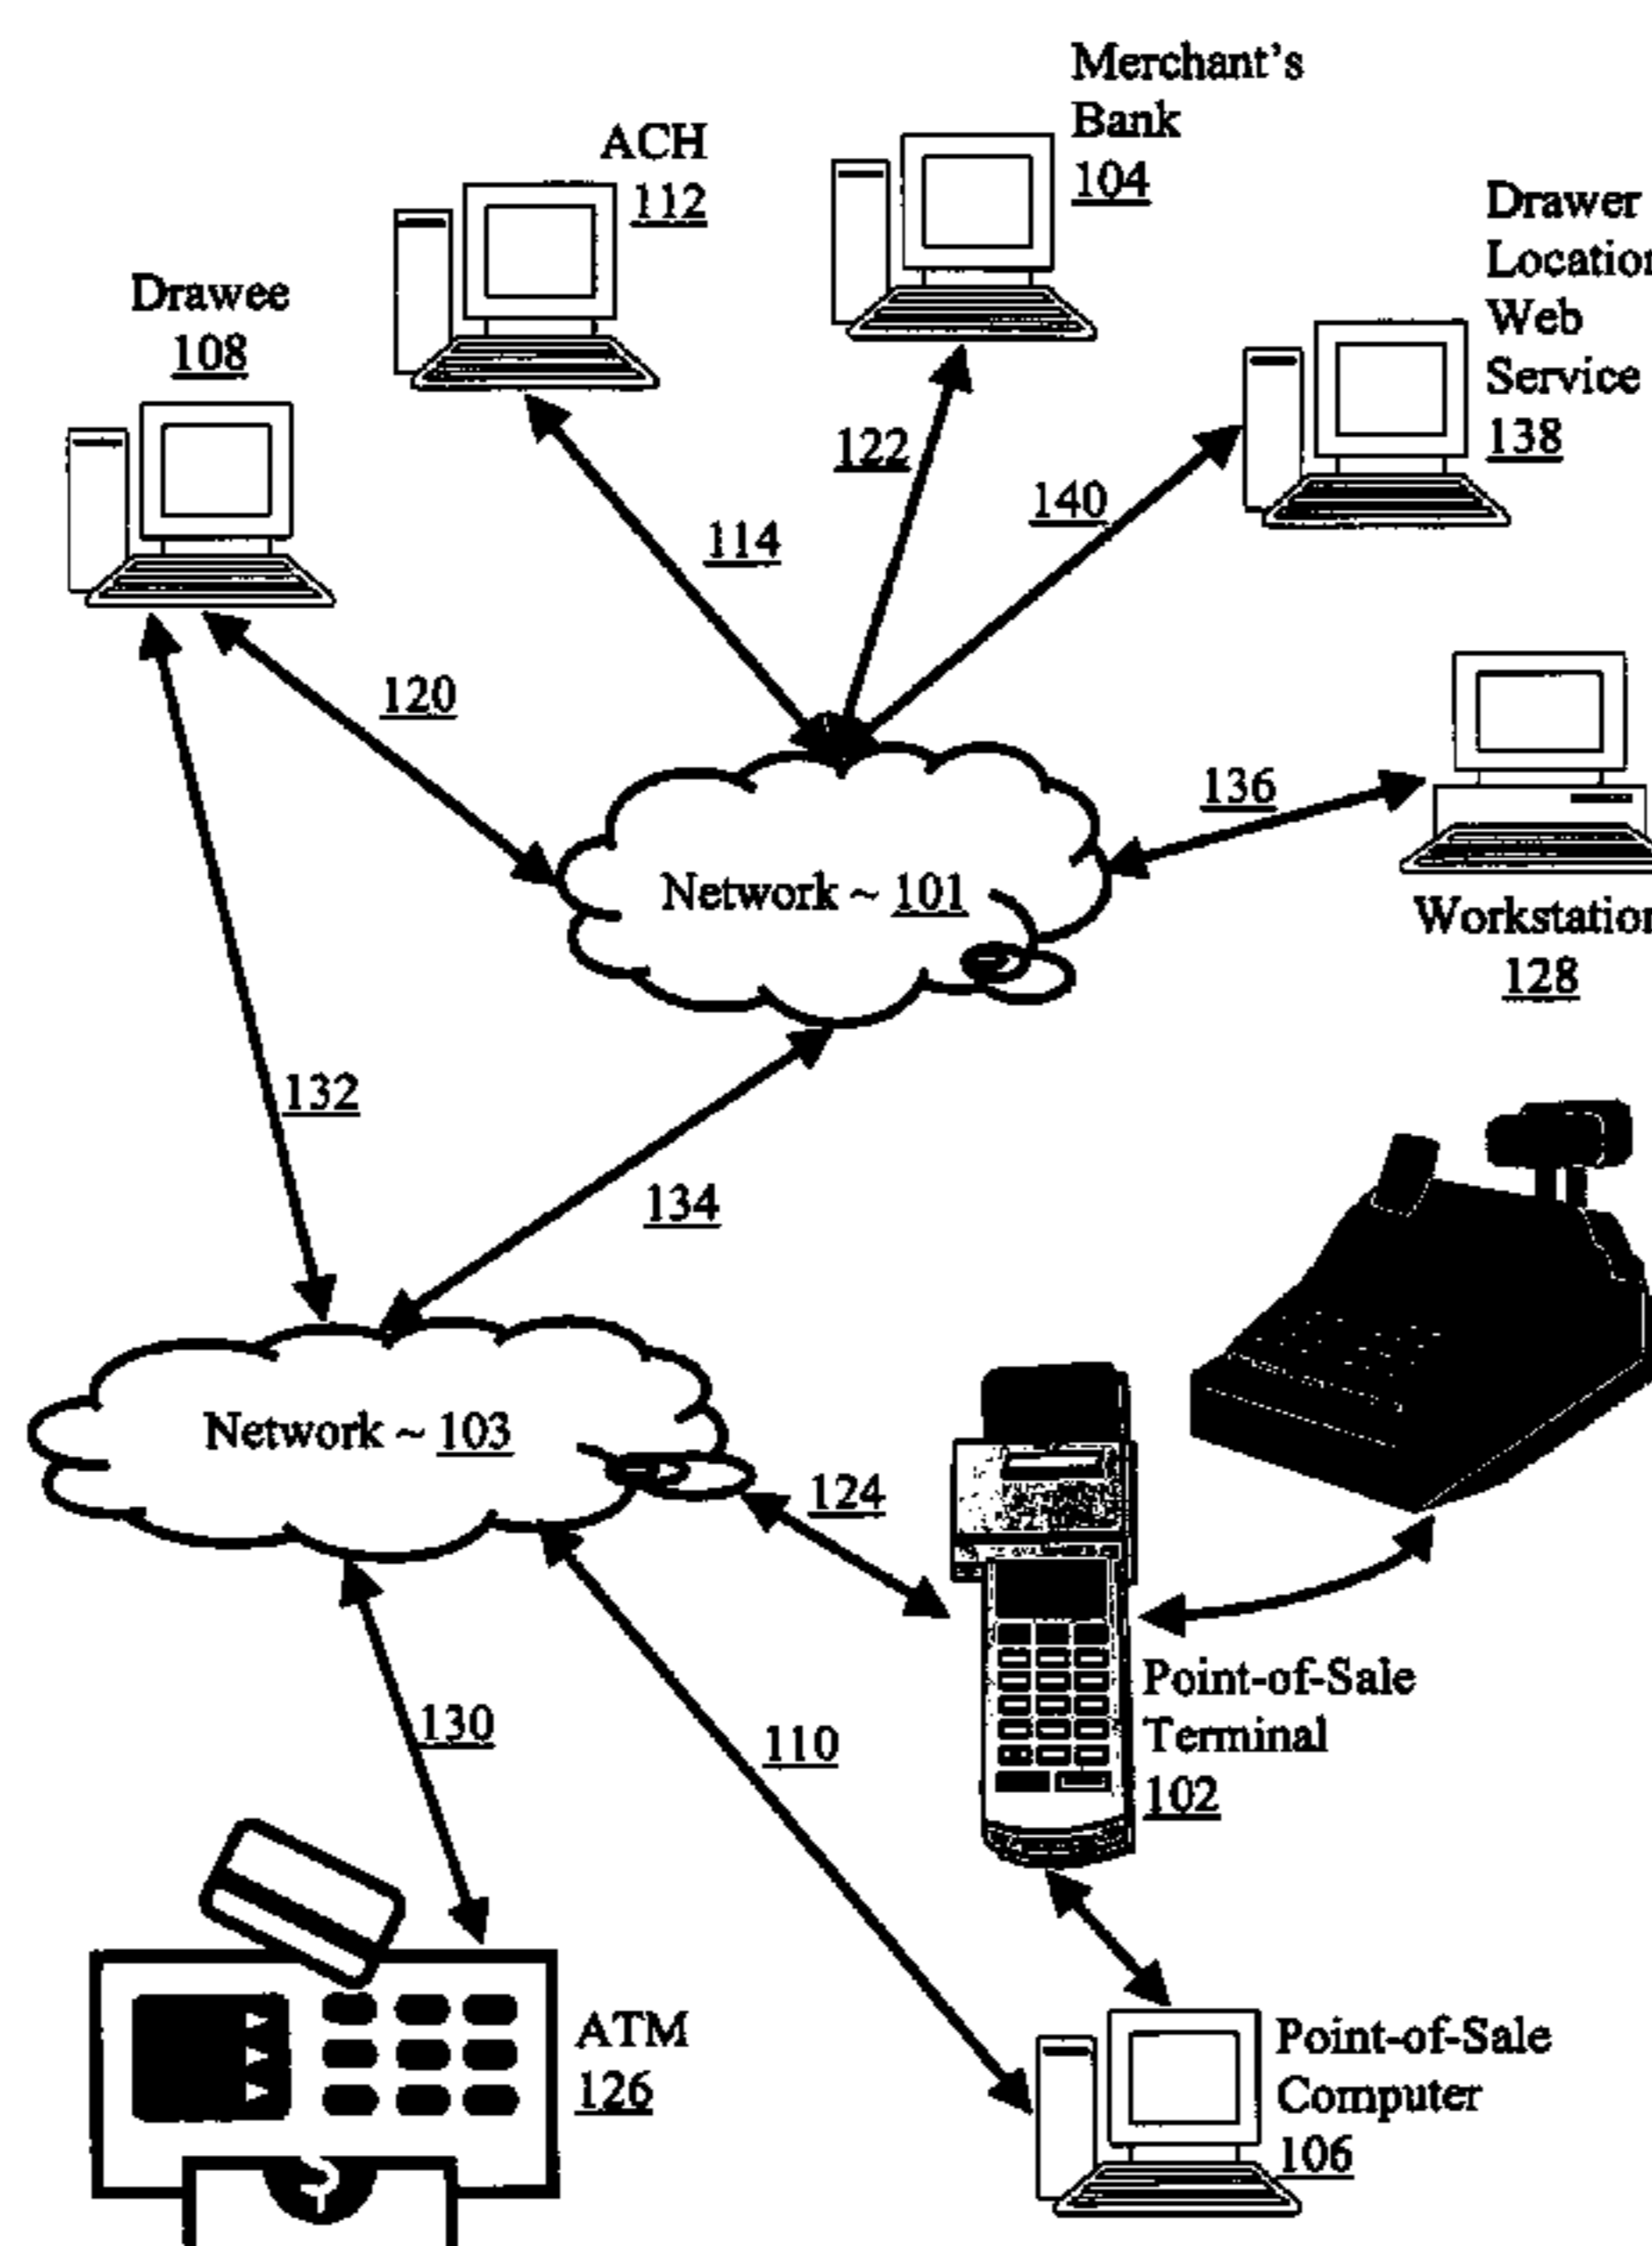 Merchant's
Bank
104
ACH
112
Drawer
Location
Web
Service
138
Drawee
108
122
140
114
120
136
Network ~ 101
Workstation
128
132
134
Network ~ 103
124
Point-of-Sale
Terminal
102
130
110
ATM
126
Point-of-Sale
Computer
106